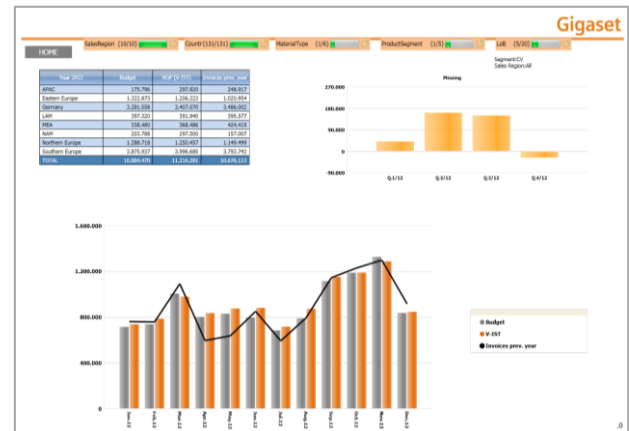 Gigaset
HOME
SalesRegion (10/10)
Countr(131/131)
MaterialType (1/6)
ProductSegment (1/5)
LoB (5/20)
Segment:CV
Sales Region:All
Year 2012 Budget invoices prev. year
APAC 175.796 297.920 248.917
Eastern Europe 1.322.873 1.206.223 1.020.894
Germany 3.281.558 3.407.070 3.486.002
LAM 397.320 391.940 395.577
MEA 338.480 368.486 424.419
NAM 203.788 297.500 157.007
Northern Europe 1.288.718 1.250.457 1.149.499
Southern Europe 3.875.937 3.996.685 3.793.742
TOTAL 10.884.470 11.216.281 10.676.113
Missing
270.000
180.000
90.000
0
-90.000
Q.1/12 Q.2/12 Q.3/12 Q.4/12
1.600.000
1.200.000
800.000
400.000
0
Jan.12 Feb.12 Mar.12 Apr.12 May.12 Jun.12 Jul.12 Aug.12 Sep.12 Oct.12 Nov.12 Dec.12
Budget
V-IST
Invoices prev. year
.0